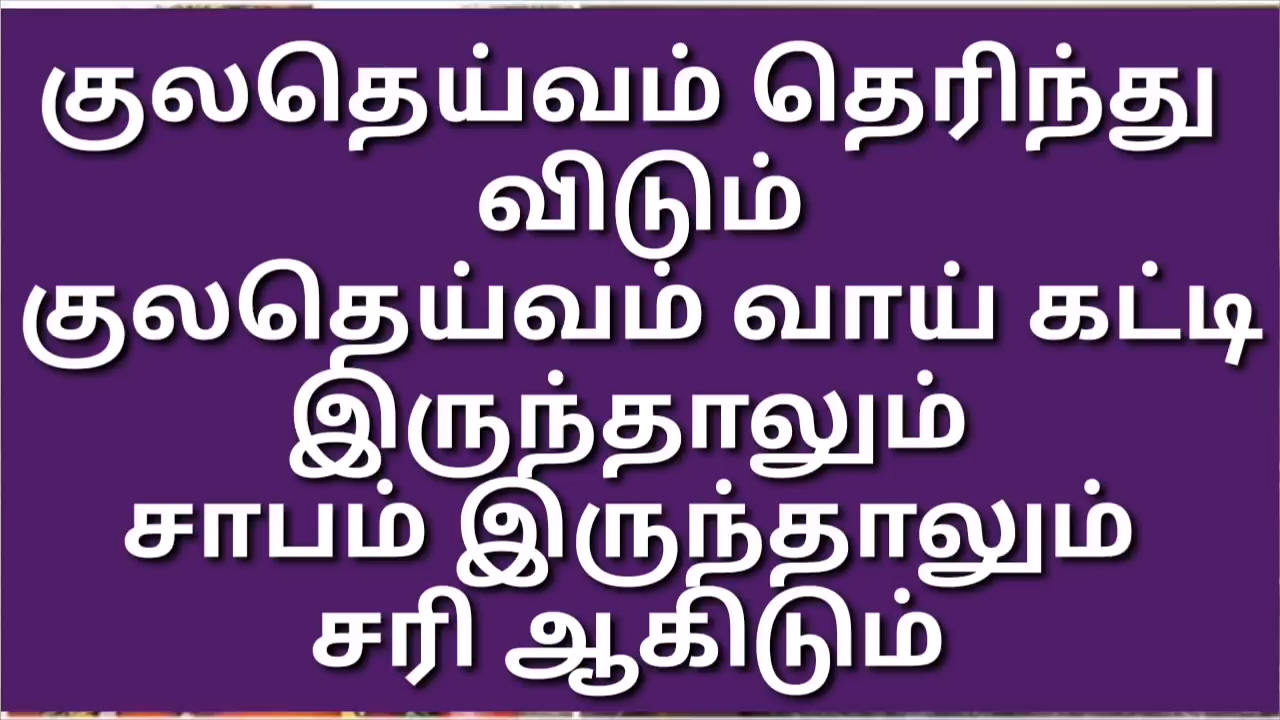 குலதெய்வம் தெரிந்து
விடும்
குலதெய்வம் வாய் கட்டி
இருந்தாலும்
சாபம் இருந்தாலும்
சரி ஆகிடும்